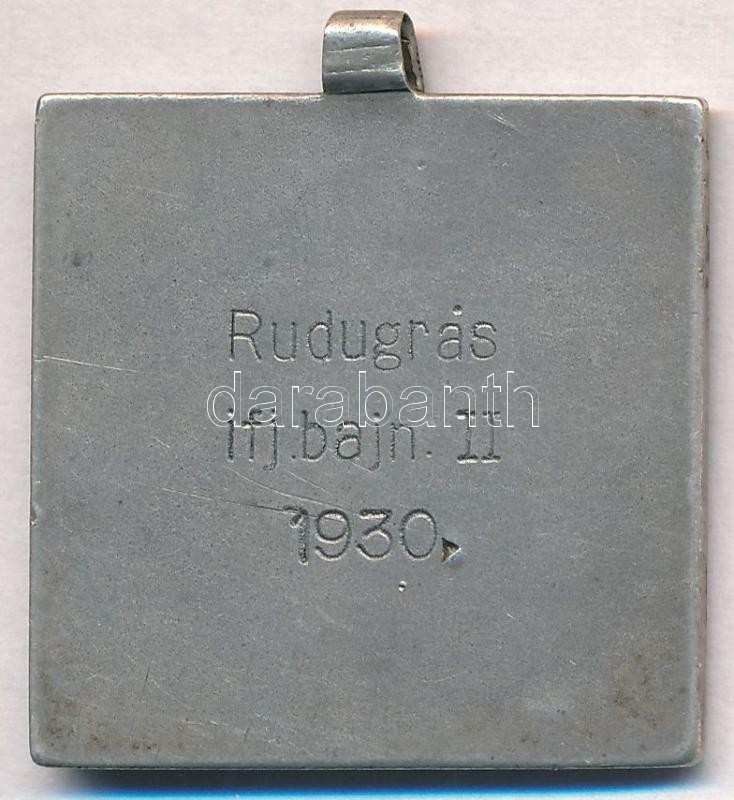 Rudugrás
darabanth
ifj.bajn. II
1930.